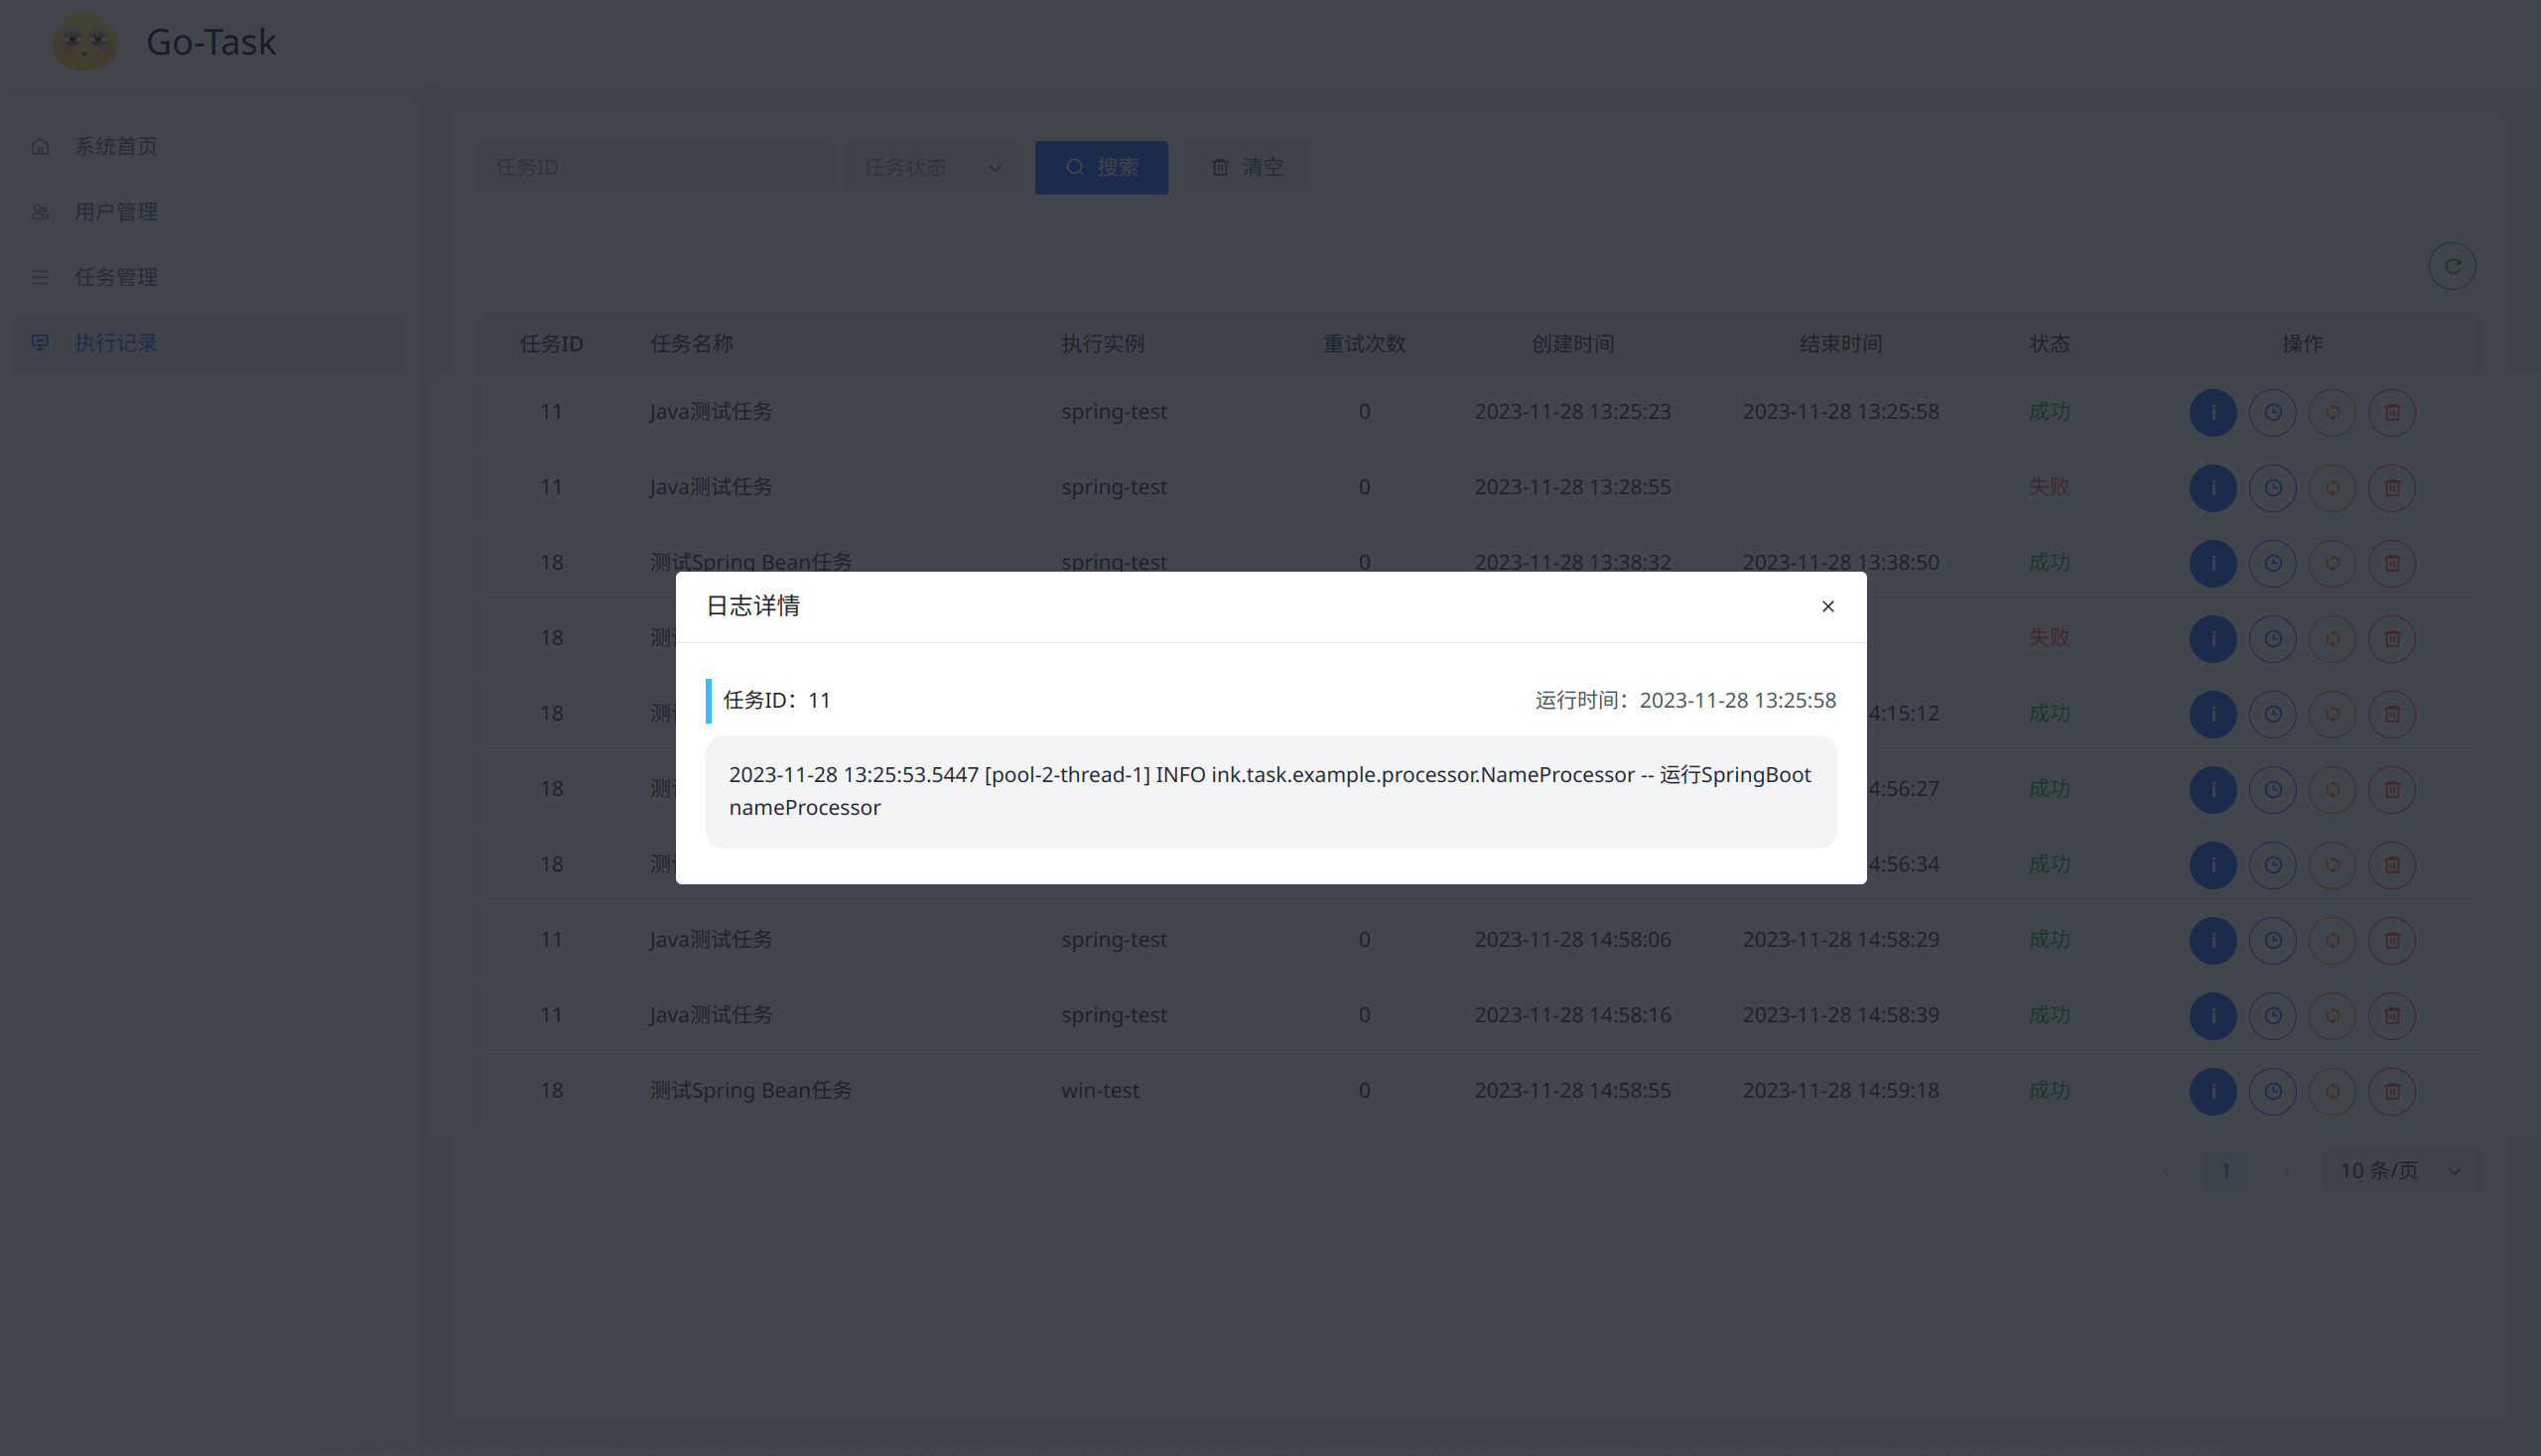 Go-Task
系统首页
用户管理
任务管理
执行记录
任务ID 任务状态 搜索 清空
任务ID 任务名称 执行实例 重试次数 创建时间 结束时间 状态 操作
11 Java测试任务 spring-test 0 2023-11-28 13:25:23 2023-11-28 13:25:58 成功
11 Java测试任务 spring-test 0 2023-11-28 13:28:55 失败
18 测试Spring Bean任务 spring-test 0 2023-11-28 13:38:32 2023-11-28 13:38:50 成功
18 测 失败
18 测 4:15:12 成功
18 测 4:56:27 成功
18 测 4:56:34 成功
11 Java测试任务 spring-test 0 2023-11-28 14:58:06 2023-11-28 14:58:29 成功
11 Java测试任务 spring-test 0 2023-11-28 14:58:16 2023-11-28 14:58:39 成功
18 测试Spring Bean任务 win-test 0 2023-11-28 14:58:55 2023-11-28 14:59:18 成功
1 10 条/页
日志详情
任务ID：11 运行时间：2023-11-28 13:25:58
2023-11-28 13:25:53.5447 [pool-2-thread-1] INFO ink.task.example.processor.NameProcessor -- 运行SpringBoot
nameProcessor